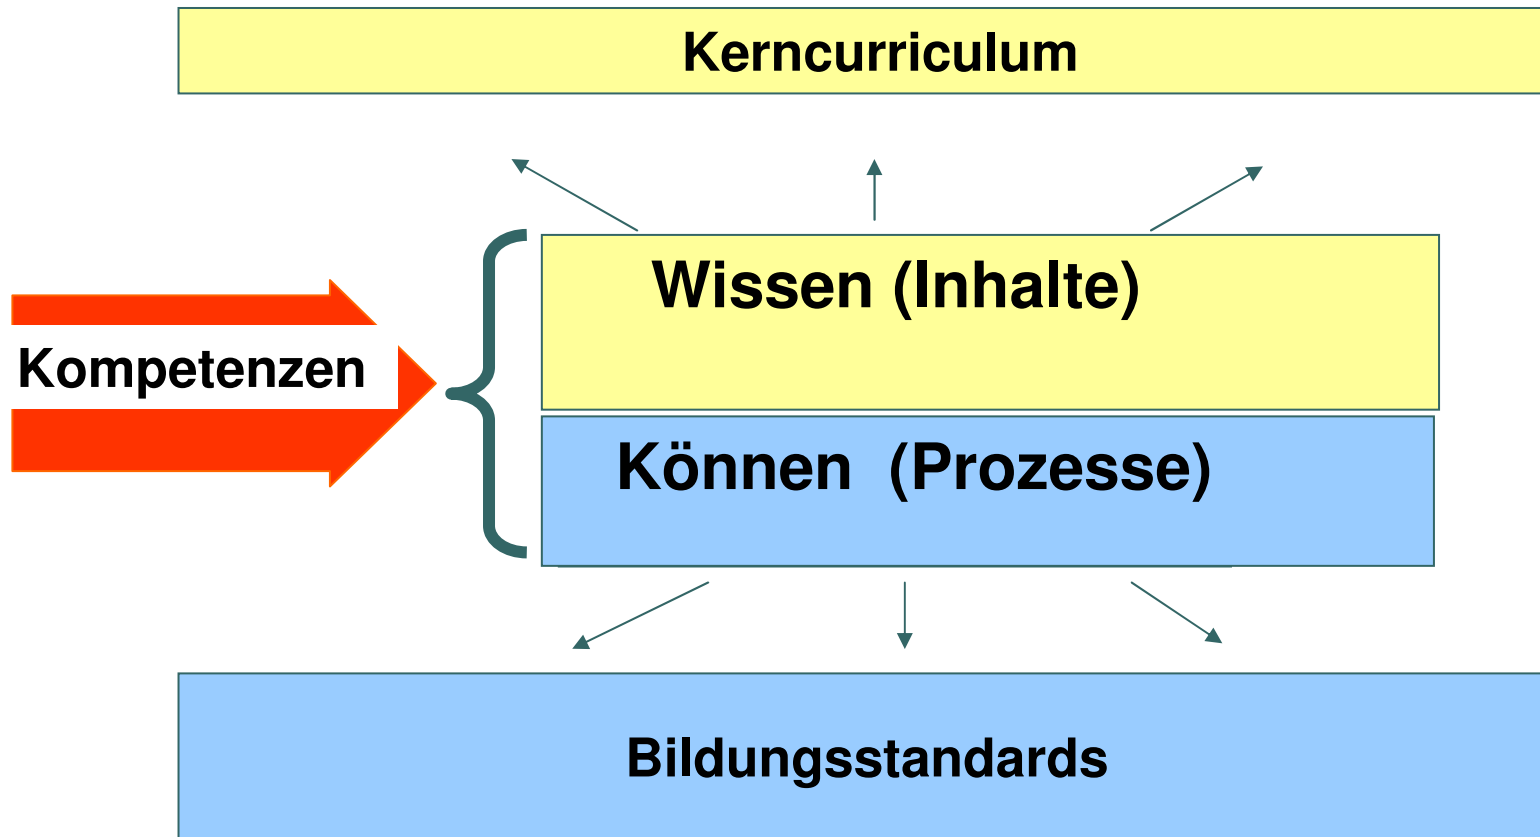 Kerncurriculum
Wissen (Inhalte)
Kompetenzen
Können (Prozesse)
Bildungsstandards